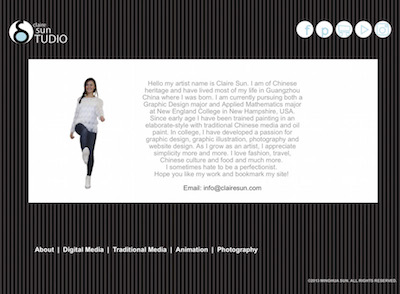 claire
sun
TUDIO
Hello my artist name is Claire Sun. I am of Chinese
heritage and have lived most of my life in Guangzhou
China where I was born. I am currently pursuing both a
Graphic Design major and Applied Mathematics major
at New England College in New Hampshire, USA.
Since early age I have been trained painting in an
elaborate-style with traditional Chinese media and oil
paint. In college, I have developed a passion for
graphic design, graphic illustration, photography and
website design. As I grow as an artist, I appreciate
simplicity more and more. I love fashion, travel,
Chinese culture and food and much more.
I sometimes hate to be a perfectionist.
Hope you like my work and bookmark my site!
Email: info@clairesun.com
About | Digital Media | Traditional Media | Animation | Photography
©2013 MINGHUA SUN. ALL RIGHTS RESERVED.